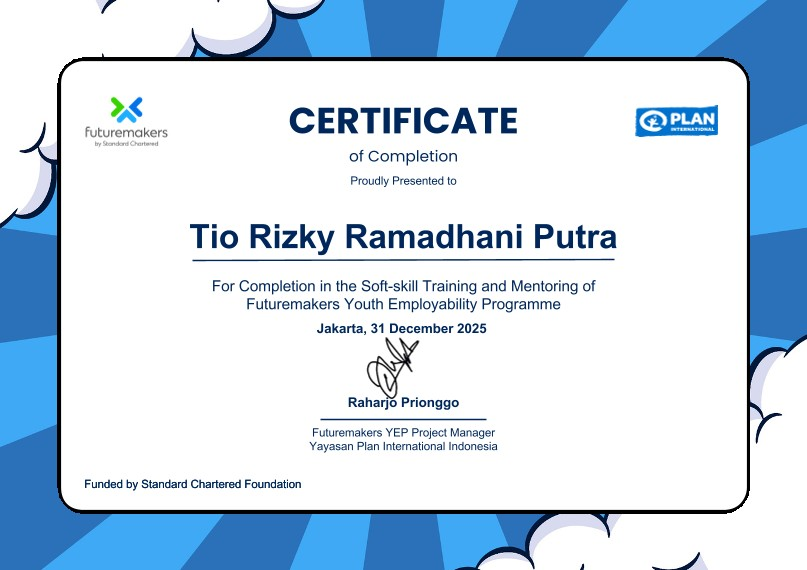 futuremakers
by Standard Chartered
CERTIFICATE
PLAN
INTERNATIONAL
of Completion
Proudly Presented to
Tio Rizky Ramadhani Putra
For Completion in the Soft-skill Training and Mentoring of
Futuremakers Youth Employability Programme
Jakarta, 31 December 2025
Raharjo Prionggo
Futuremakers YEP Project Manager
Yayasan Plan International Indonesia
Funded by Standard Chartered Foundation